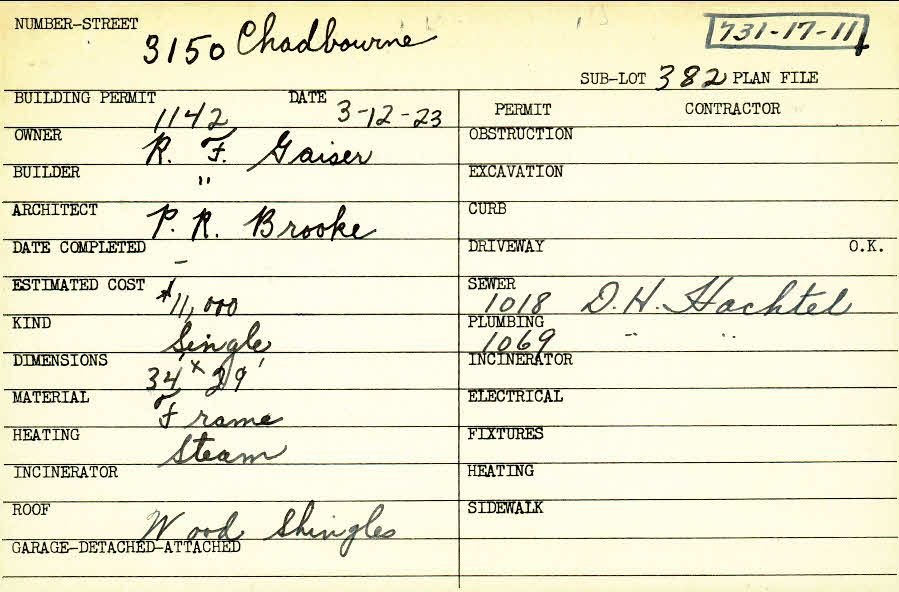 NUMBER-STREET 3150 Chadbourne 731-17-11
SUB-LOT 382 PLAN FILE
BUILDING PERMIT 1142 DATE 3-12-23
OWNER R. F. Gaiser
BUILDER "
ARCHITECT P. R. Brooke
DATE COMPLETED -
ESTIMATED COST $11,000
KIND Single
DIMENSIONS 34' x 29'
MATERIAL Frame
HEATING Steam
INCINERATOR
ROOF Wood Shingles
GARAGE-DETACHED-ATTACHED
PERMIT CONTRACTOR
OBSTRUCTION
EXCAVATION
CURB
DRIVEWAY O.K.
SEWER 1018 D. H. Hachtel
PLUMBING 1069 " "
INCINERATOR
ELECTRICAL
FIXTURES
HEATING
SIDEWALK